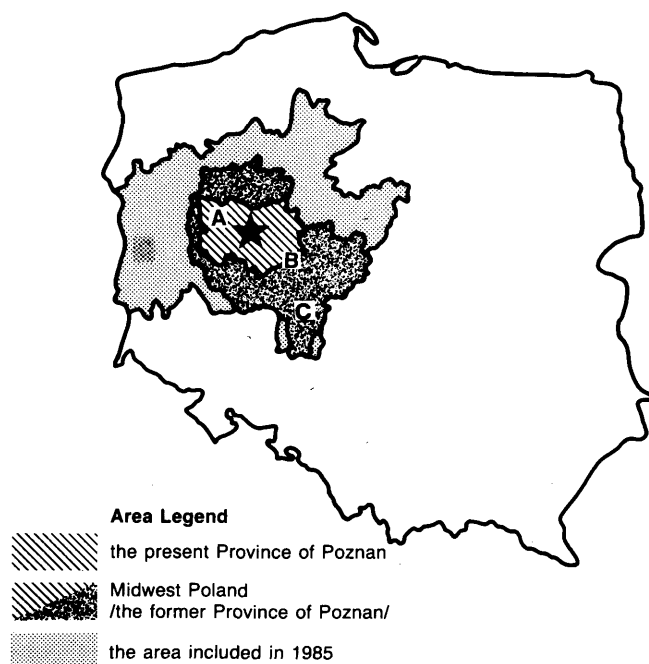 A
B
C
Area Legend
the present Province of Poznan
Midwest Poland
/the former Province of Poznan/
the area included in 1985